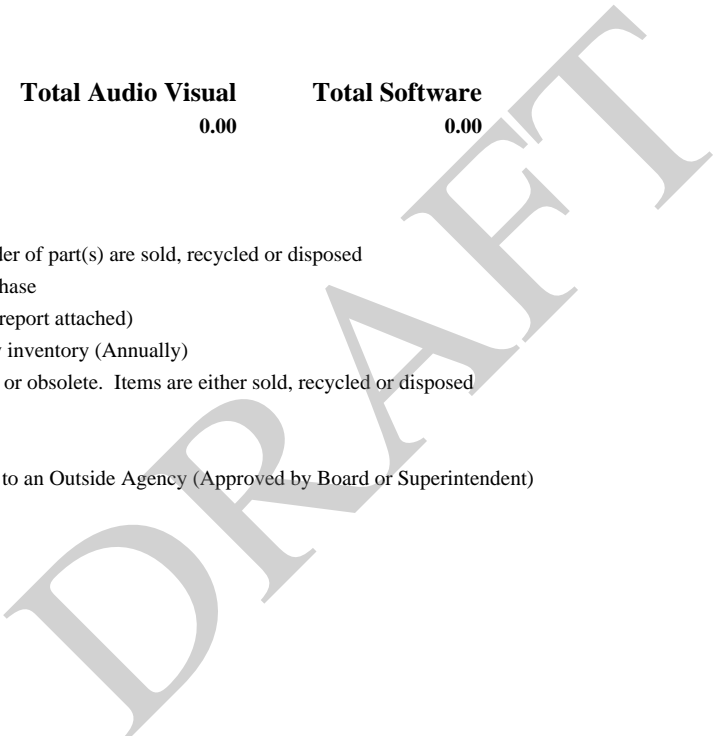 Total Audio Visual Total Software
0.00 0.00
der of part(s) are sold, recycled or disposed
hase
report attached)
inventory (Annually)
or obsolete. Items are either sold, recycled or disposed
to an Outside Agency (Approved by Board or Superintendent)
DRAFT